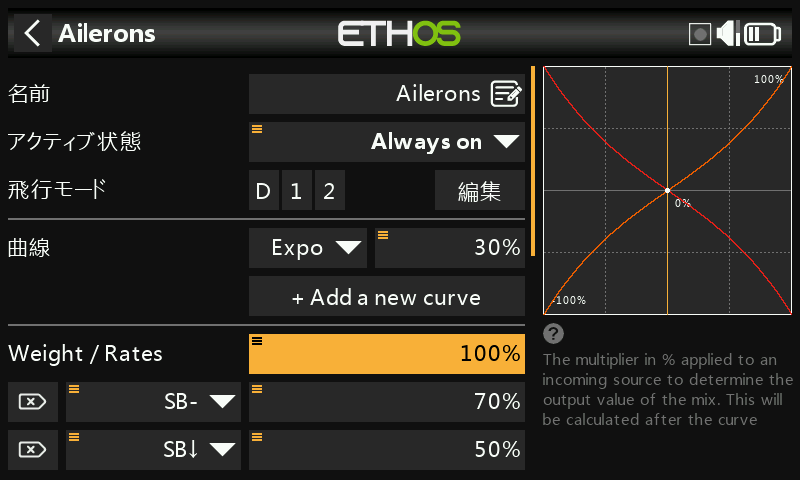 Ailerons
ETHOS
名前
Ailerons
アクティブ状態
Always on
飛行モード
D
1
2
編集
曲線
Expo
30%
+ Add a new curve
Weight / Rates
100%
SB-
70%
SB↓
50%
100%
0%
-100%
?
The multiplier in % applied to an
incoming source to determine the
output value of the mix. This will
be calculated after the curve